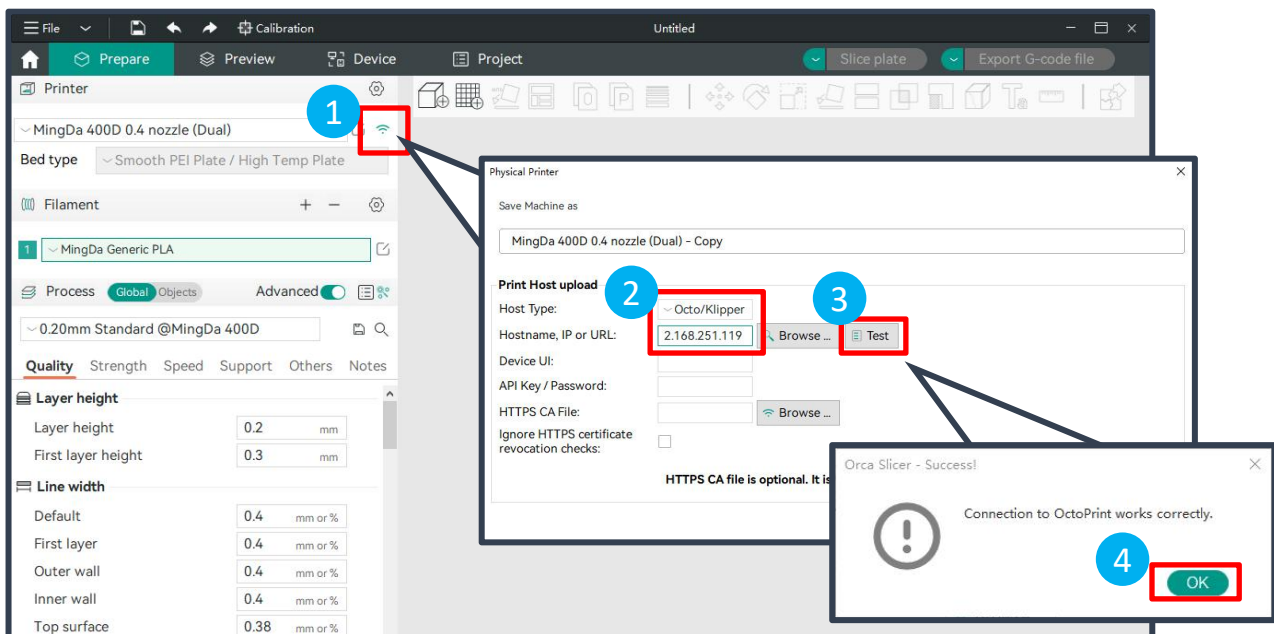 File
Calibration
Untitled
Prepare
Preview
Device
Project
Slice plate
Export G-code file
Printer
1
MingDa 400D 0.4 nozzle (Dual)
Bed type
Smooth PEI Plate / High Temp Plate
Filament
1 MingDa Generic PLA
Process Global Objects Advanced
0.20mm Standard @MingDa 400D
Quality Strength Speed Support Others Notes
Layer height
Layer height 0.2 mm
First layer height 0.3 mm
Line width
Default 0.4 mm or %
First layer 0.4 mm or %
Outer wall 0.4 mm or %
Inner wall 0.4 mm or %
Top surface 0.38 mm or %
Physical Printer
Save Machine as
MingDa 400D 0.4 nozzle (Dual) - Copy
Print Host upload
2
3
Host Type: Octo/Klipper
Hostname, IP or URL: 2.168.251.119 Browse ... Test
Device UI:
API Key / Password:
HTTPS CA File: Browse ...
Ignore HTTPS certificate
revocation checks:
HTTPS CA file is optional. It is
Orca Slicer - Success!
Connection to OctoPrint works correctly.
4
OK